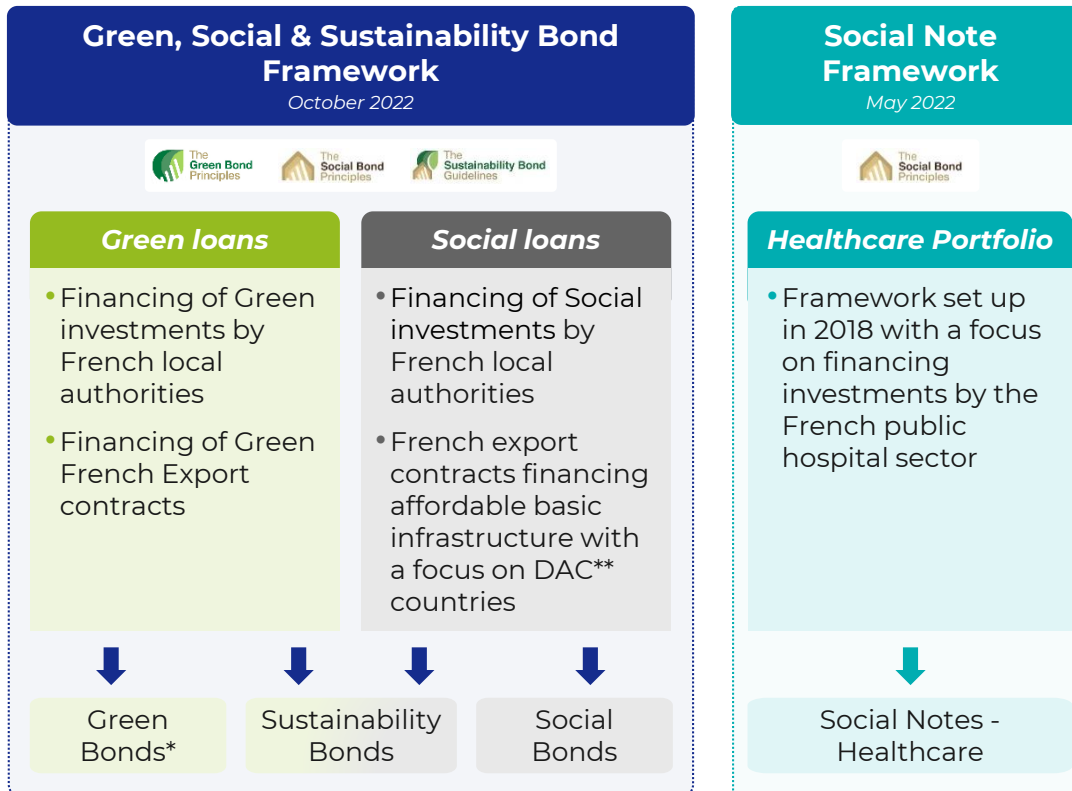 Green, Social & Sustainability Bond
Framework
October 2022
The
Green Bond
Principles
The
Social Bond
Principles
The
Sustainability Bond
Guidelines
Green loans
• Financing of Green
investments by
French local
authorities
• Financing of Green
French Export
contracts
Social loans
• Financing of Social
investments by
French local
authorities
• French export
contracts financing
affordable basic
infrastructure with
a focus on DAC**
countries
Green
Bonds*
Sustainability
Bonds
Social
Bonds
Social Note
Framework
May 2022
The
Social Bond
Principles
Healthcare Portfolio
• Framework set up
in 2018 with a focus
on financing
investments by the
French public
hospital sector
Social Notes -
Healthcare